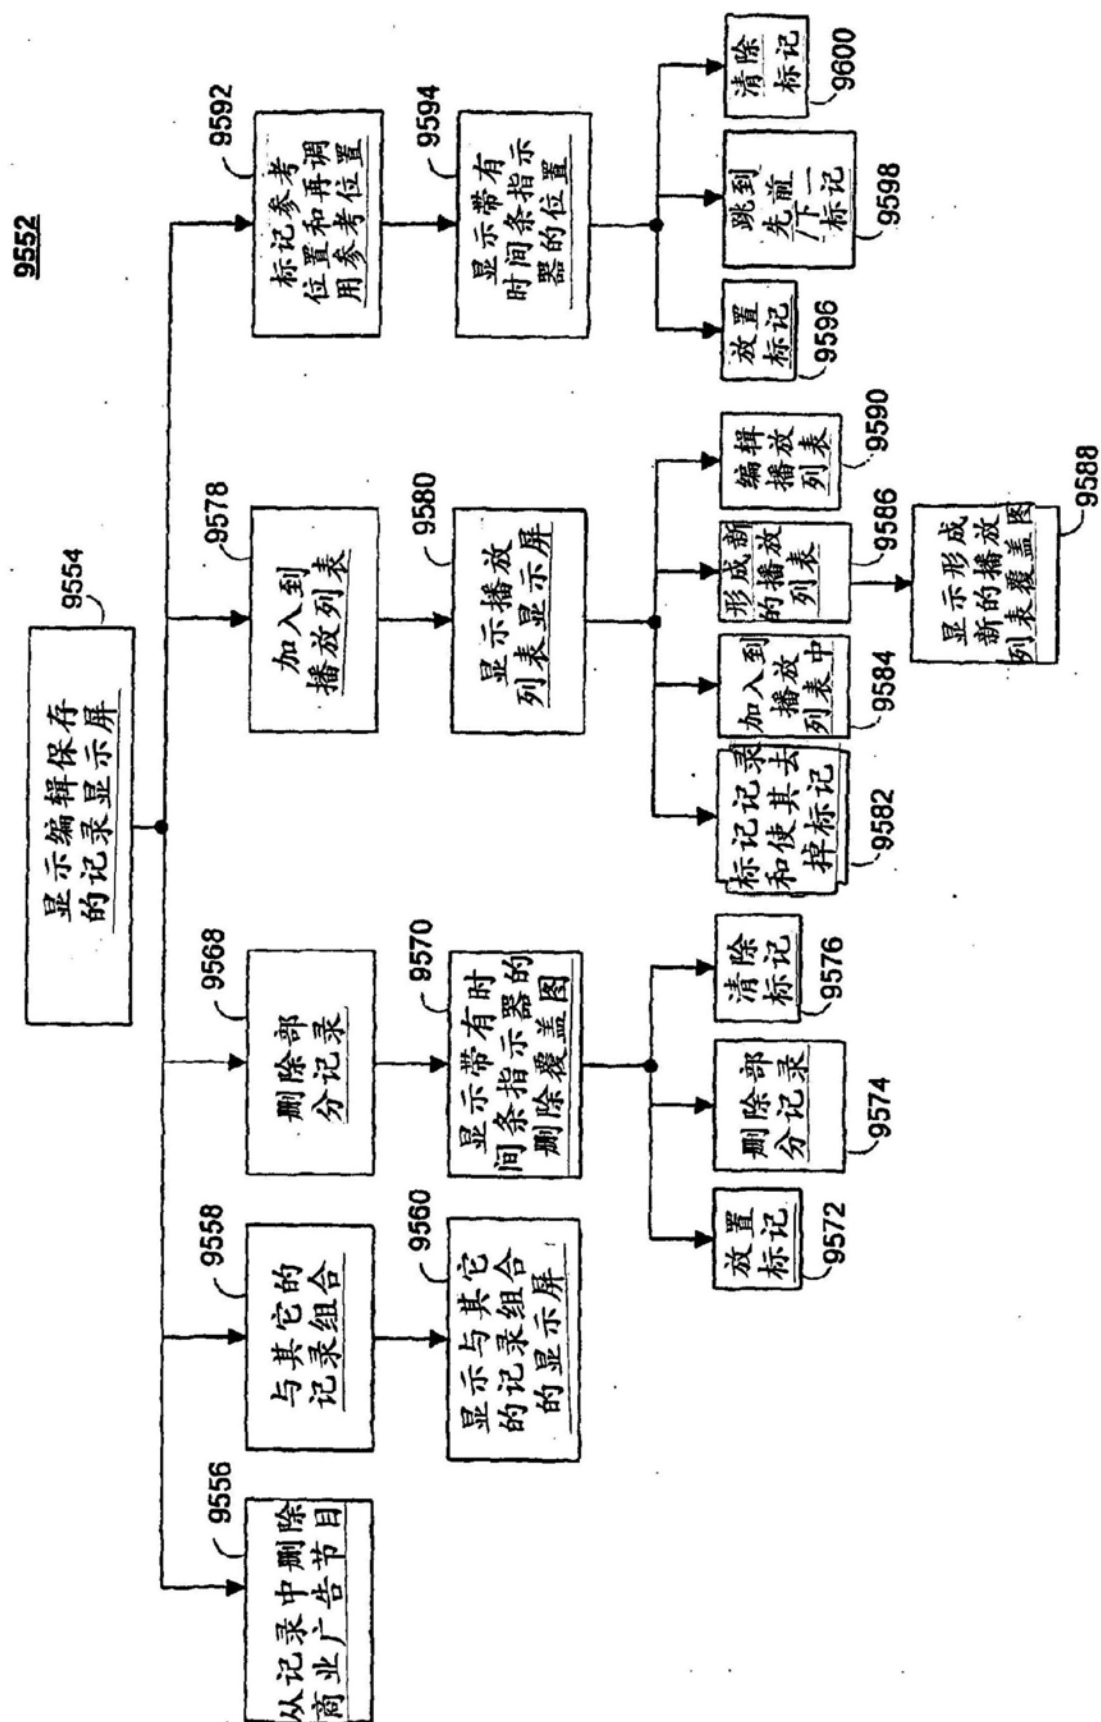 9552
显示编辑保存
的记录显示屏
9554
从记录中删除
商业广告节目
9556
与其它的
记录组合
9558
删除部
分记录
9568
加入到
播放列表
9578
标记参考
位置和再调
用参考位置
9592
显示与其它
的记录组合
的显示屏
9560
显示带有时
间条指示器的
删除覆盖图
9570
显示播放
列表显示屏
9580
显示带有
时间条指示
器的位置
9594
放置
标记
9572
删除部
分记录
9574
清除
标记
9576
标记记录
和使其去
掉标记
9582
加入到
播放
列表中
9584
形成新
的播放
列表
9586
编辑
播放
列表
9590
放置
标记
9596
跳到
先前一
/下一
标记
9598
清除
标记
9600
显示形成
新的播放
列表覆盖图
9588